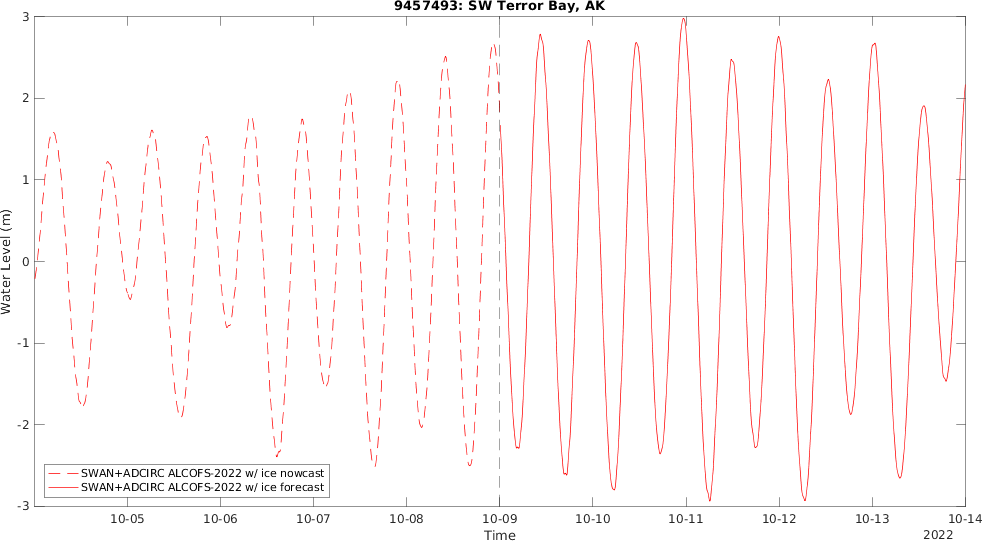 9457493: SW Terror Bay, AK
3
2
1
0
-1
-2
-3
Water Level (m)
SWAN+ADCIRC ALCOFS-2022 w/ ice nowcast
SWAN+ADCIRC ALCOFS-2022 w/ ice forecast
10-05 10-06 10-07 10-08 10-09 10-10 10-11 10-12 10-13 10-14
Time
2022